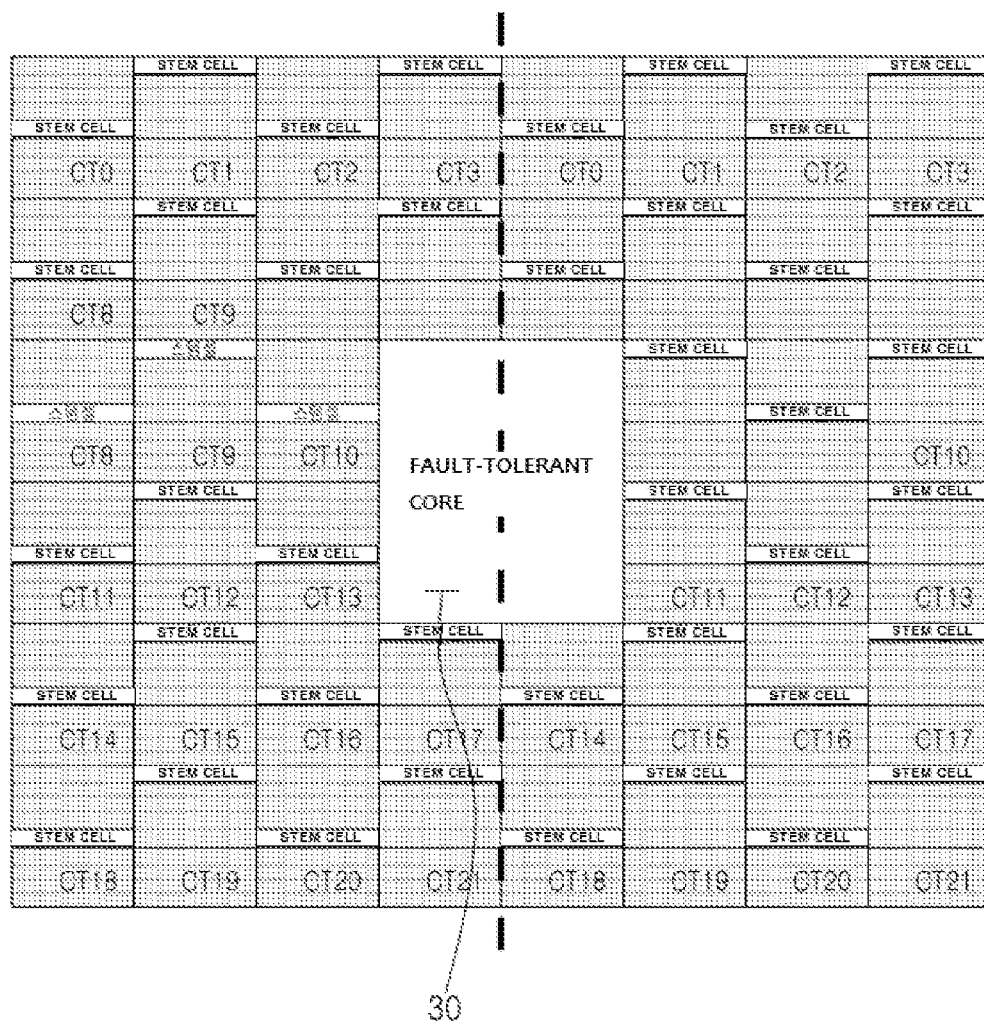 STEM CELL STEM CELL STEM CELL STEM CELL
STEM CELL STEM CELL STEM CELL STEM CELL
CT0 CT1 CT2 CT3 CT0 CT1 CT2 CT3
STEM CELL STEM CELL STEM CELL STEM CELL
STEM CELL STEM CELL STEM CELL STEM CELL
CT8 CT9
STEM CELL STEM CELL
STEM CELL
CT8 CT9 CT10 CT10
FAULT-TOLERANT
CORE
STEM CELL STEM CELL STEM CELL
STEM CELL STEM CELL STEM CELL
CT11 CT12 CT13 CT11 CT12 CT13
STEM CELL STEM CELL STEM CELL STEM CELL
STEM CELL STEM CELL STEM CELL STEM CELL
CT14 CT15 CT16 CT17 CT14 CT15 CT16 CT17
STEM CELL STEM CELL STEM CELL STEM CELL
STEM CELL STEM CELL STEM CELL STEM CELL
CT18 CT19 CT20 CT21 CT18 CT19 CT20 CT21
30